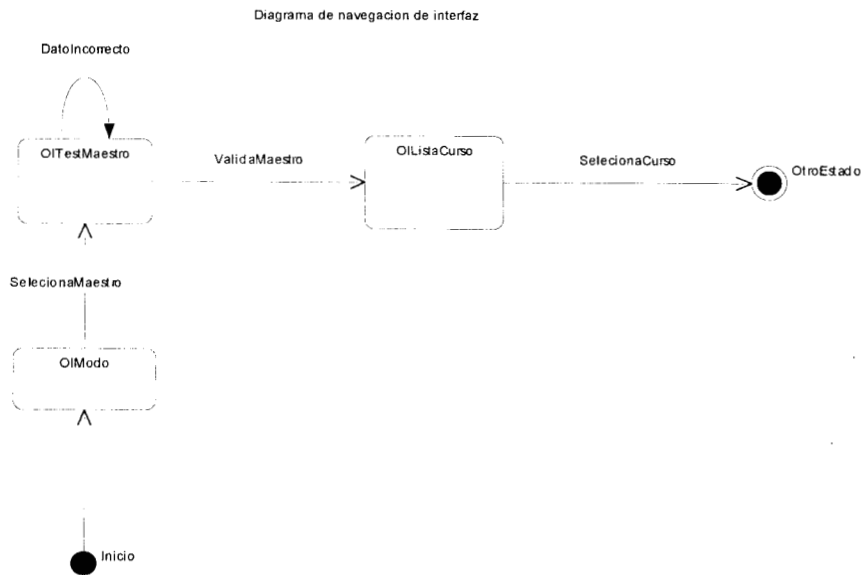 Diagrama de navegacion de interfaz
DatoIncorrecto
OITestMaestro
ValidaMaestro
OIListaCurso
SelecionaCurso
OtroEstado
SelecionaMaestro
OIModo
Inicio